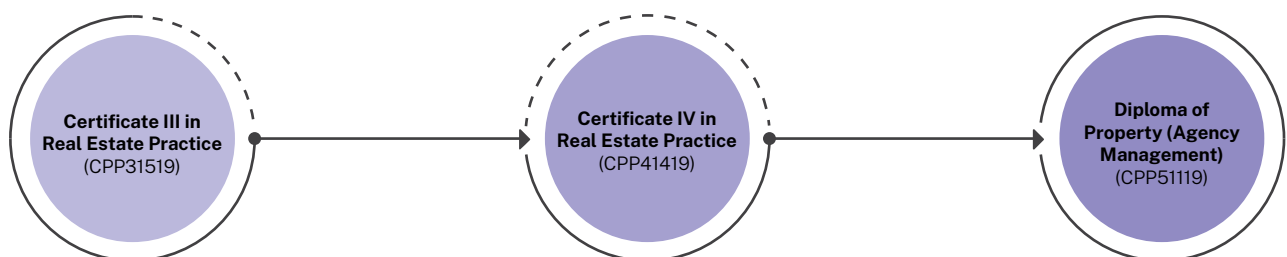 Certificate III in
Real Estate Practice
(CPP31519)
Certificate IV in
Real Estate Practice
(CPP41419)
Diploma of
Property (Agency
Management)
(CPP51119)